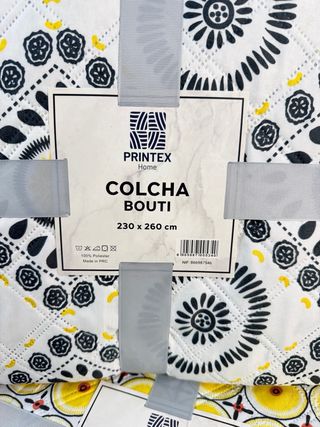 PRINTEX
Home
COLCHA
BOUTI
230 x 260 cm
100% Polyester
Made in PRC